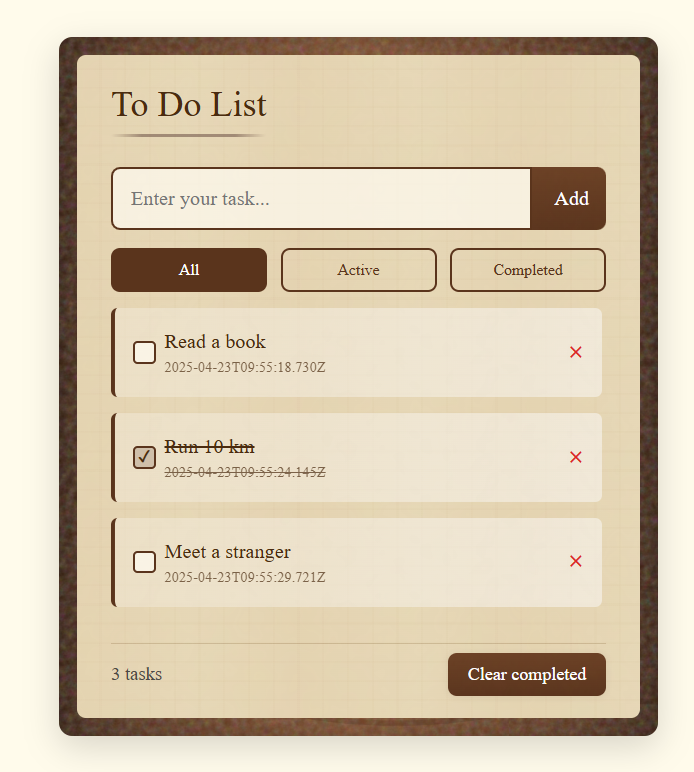 To Do List
Enter your task...
Add
All
Active
Completed
Read a book
2025-04-23T09:55:18.730Z
×
Run 10 km
2025-04-23T09:55:24.145Z
×
Meet a stranger
2025-04-23T09:55:29.721Z
×
3 tasks
Clear completed